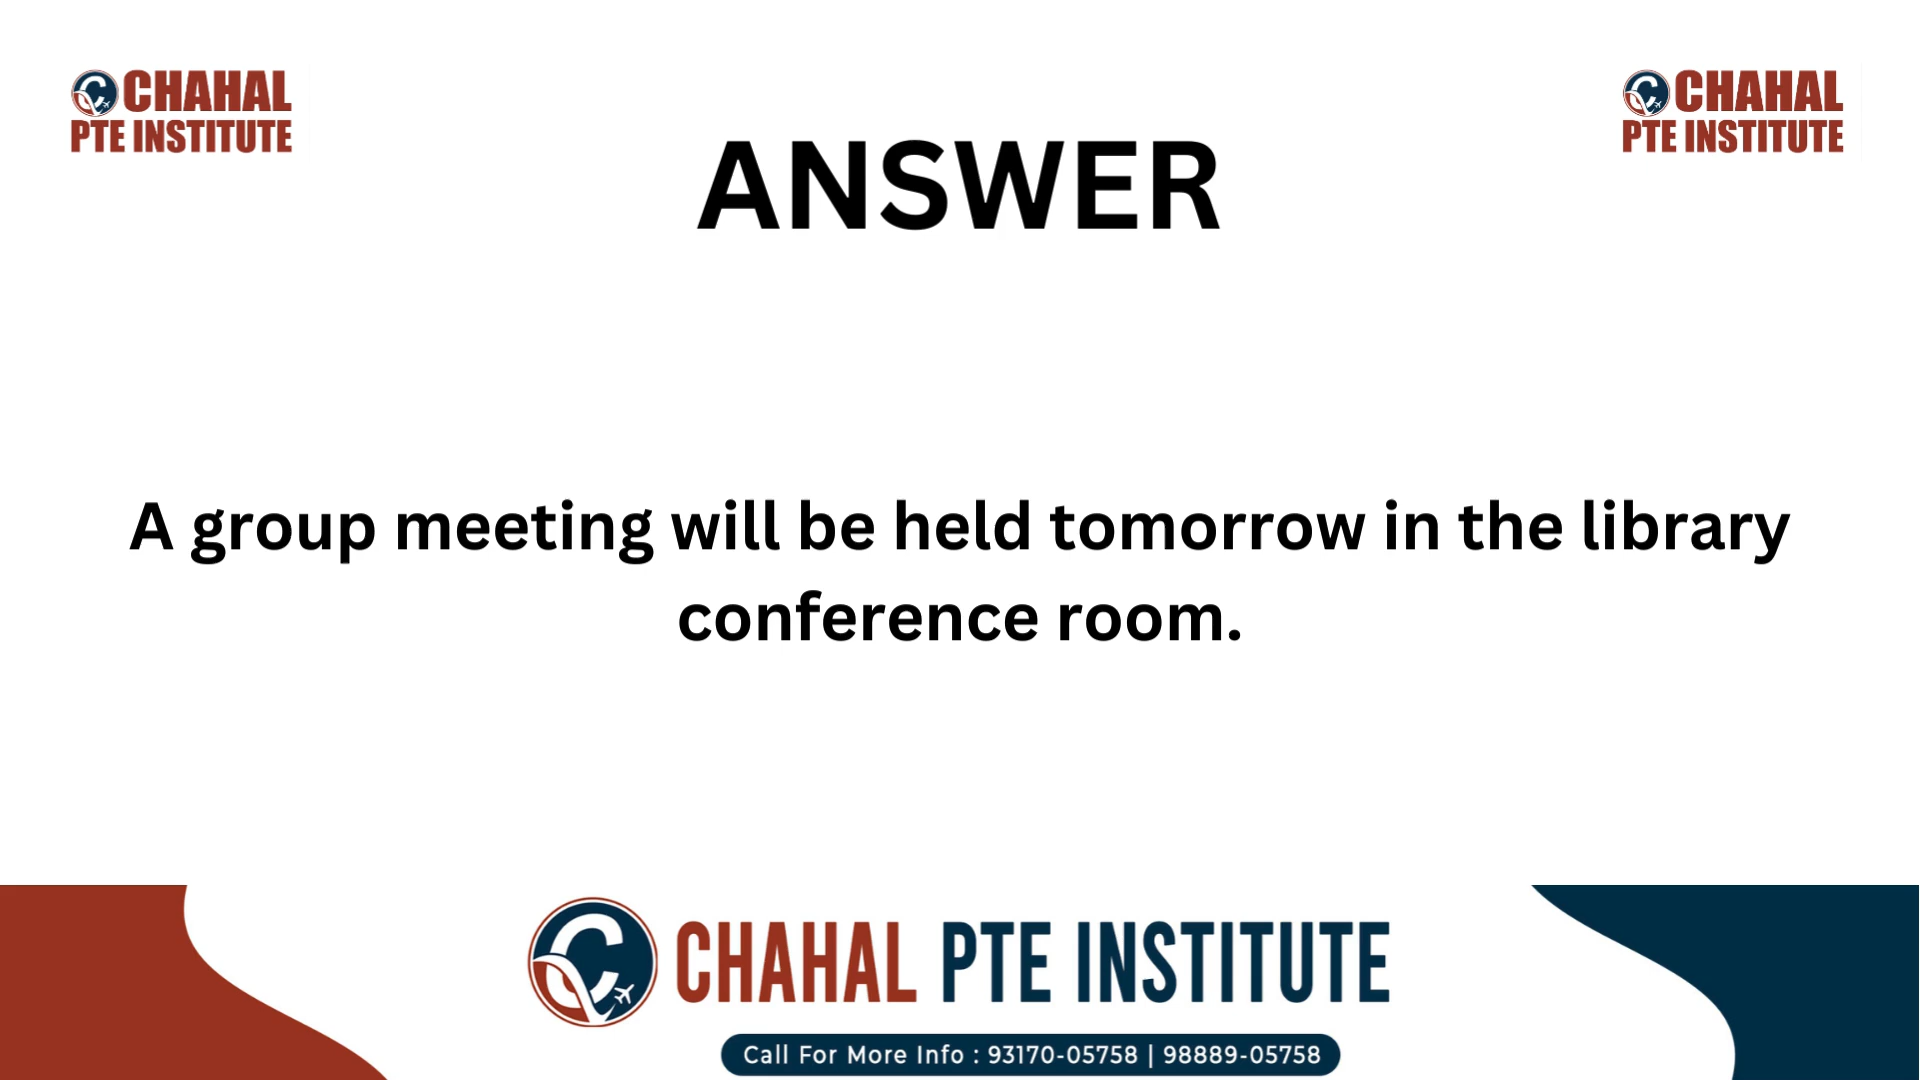 CHAHAL
PTE INSTITUTE
CHAHAL
PTE INSTITUTE
ANSWER
A group meeting will be held tomorrow in the library
conference room.
CHAHAL PTE INSTITUTE
Call For More Info : 93170-05758 | 98889-05758